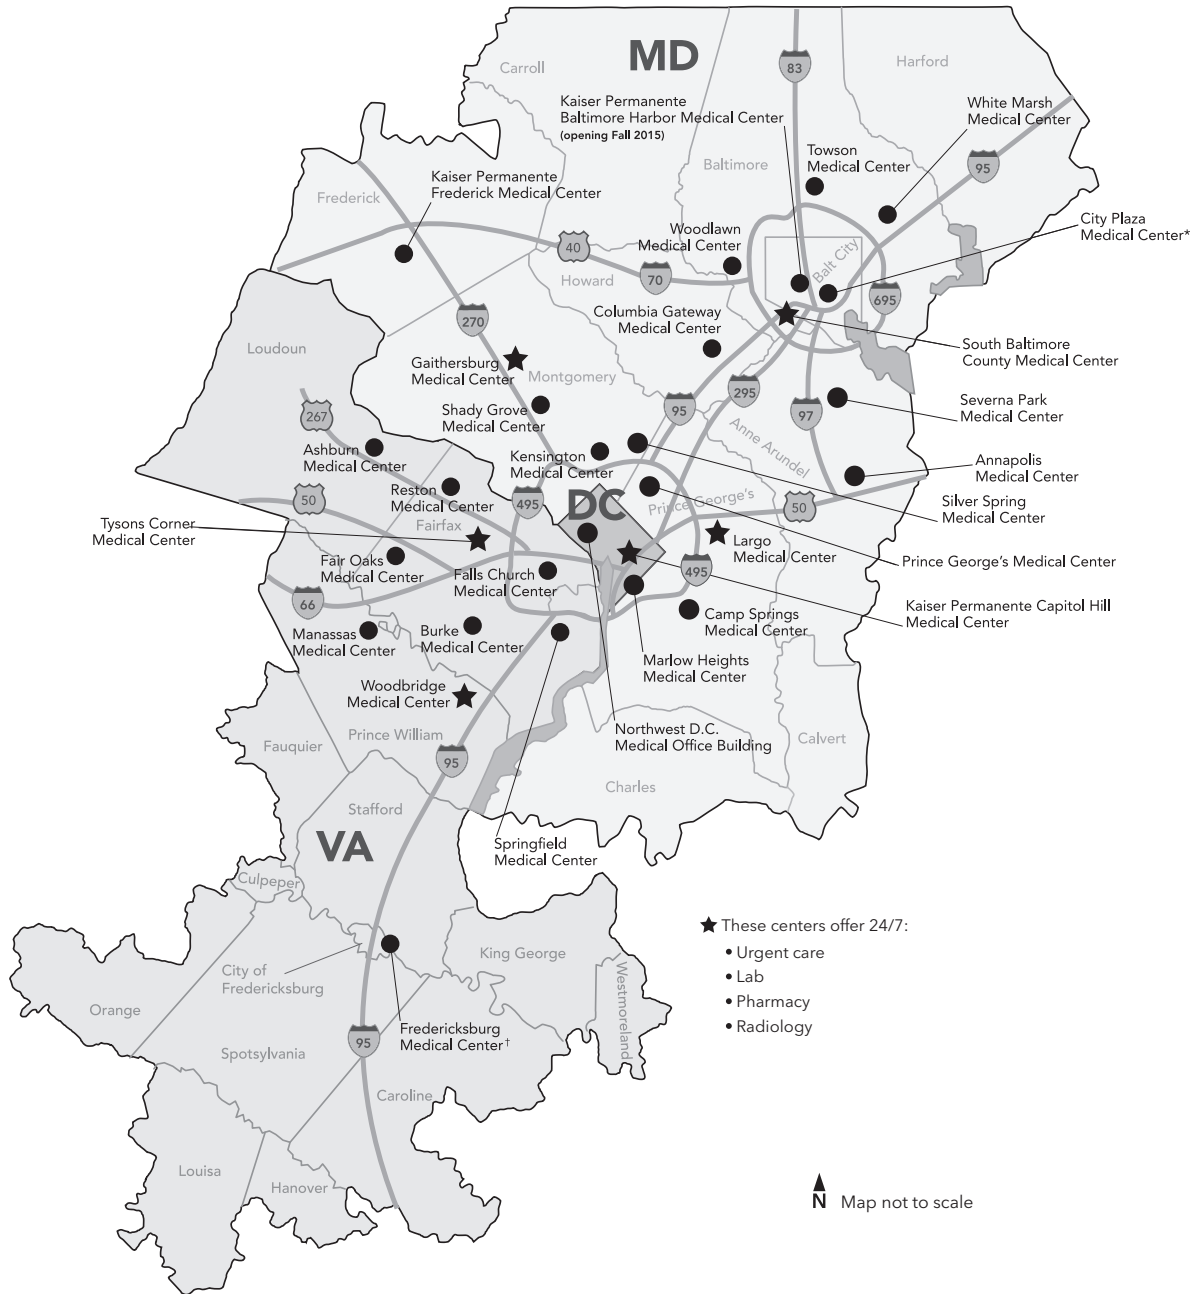 MD
83
Harford
Carroll
Kaiser Permanente
Baltimore Harbor Medical Center
(opening Fall 2015)
White Marsh
Medical Center
Towson
Medical Center
Baltimore
95
Kaiser Permanente
Frederick Medical Center
Frederick
City Plaza
Medical Center*
Woodlawn
Medical Center
40
Balt City
Howard
70
695
Columbia Gateway
Medical Center
270
South Baltimore
County Medical Center
Loudoun
Gaithersburg
Medical Center
Montgomery
295
Severna Park
Medical Center
Shady Grove
Medical Center
95
97
267
Anne Arundel
Ashburn
Medical Center
Kensington
Medical Center
Annapolis
Medical Center
Reston
Medical Center
495
DC
Prince George's
50
50
Silver Spring
Medical Center
Tysons Corner
Medical Center
Fairfax
Largo
Medical Center
Fair Oaks
Medical Center
Falls Church
Medical Center
495
Prince George's Medical Center
66
Camp Springs
Medical Center
Kaiser Permanente Capitol Hill
Medical Center
Manassas
Medical Center
Burke
Medical Center
Marlow Heights
Medical Center
Woodbridge
Medical Center
Northwest D.C.
Medical Office Building
Fauquier
Prince William
Calvert
95
Charles
Stafford
VA
Springfield
Medical Center
Culpeper
★ These centers offer 24/7:
• Urgent care
• Lab
• Pharmacy
• Radiology
King George
City of
Fredericksburg
Westmoreland
Orange
Fredericksburg
Medical Center†
95
Spotsylvania
Caroline
Louisa
Hanover
N Map not to scale